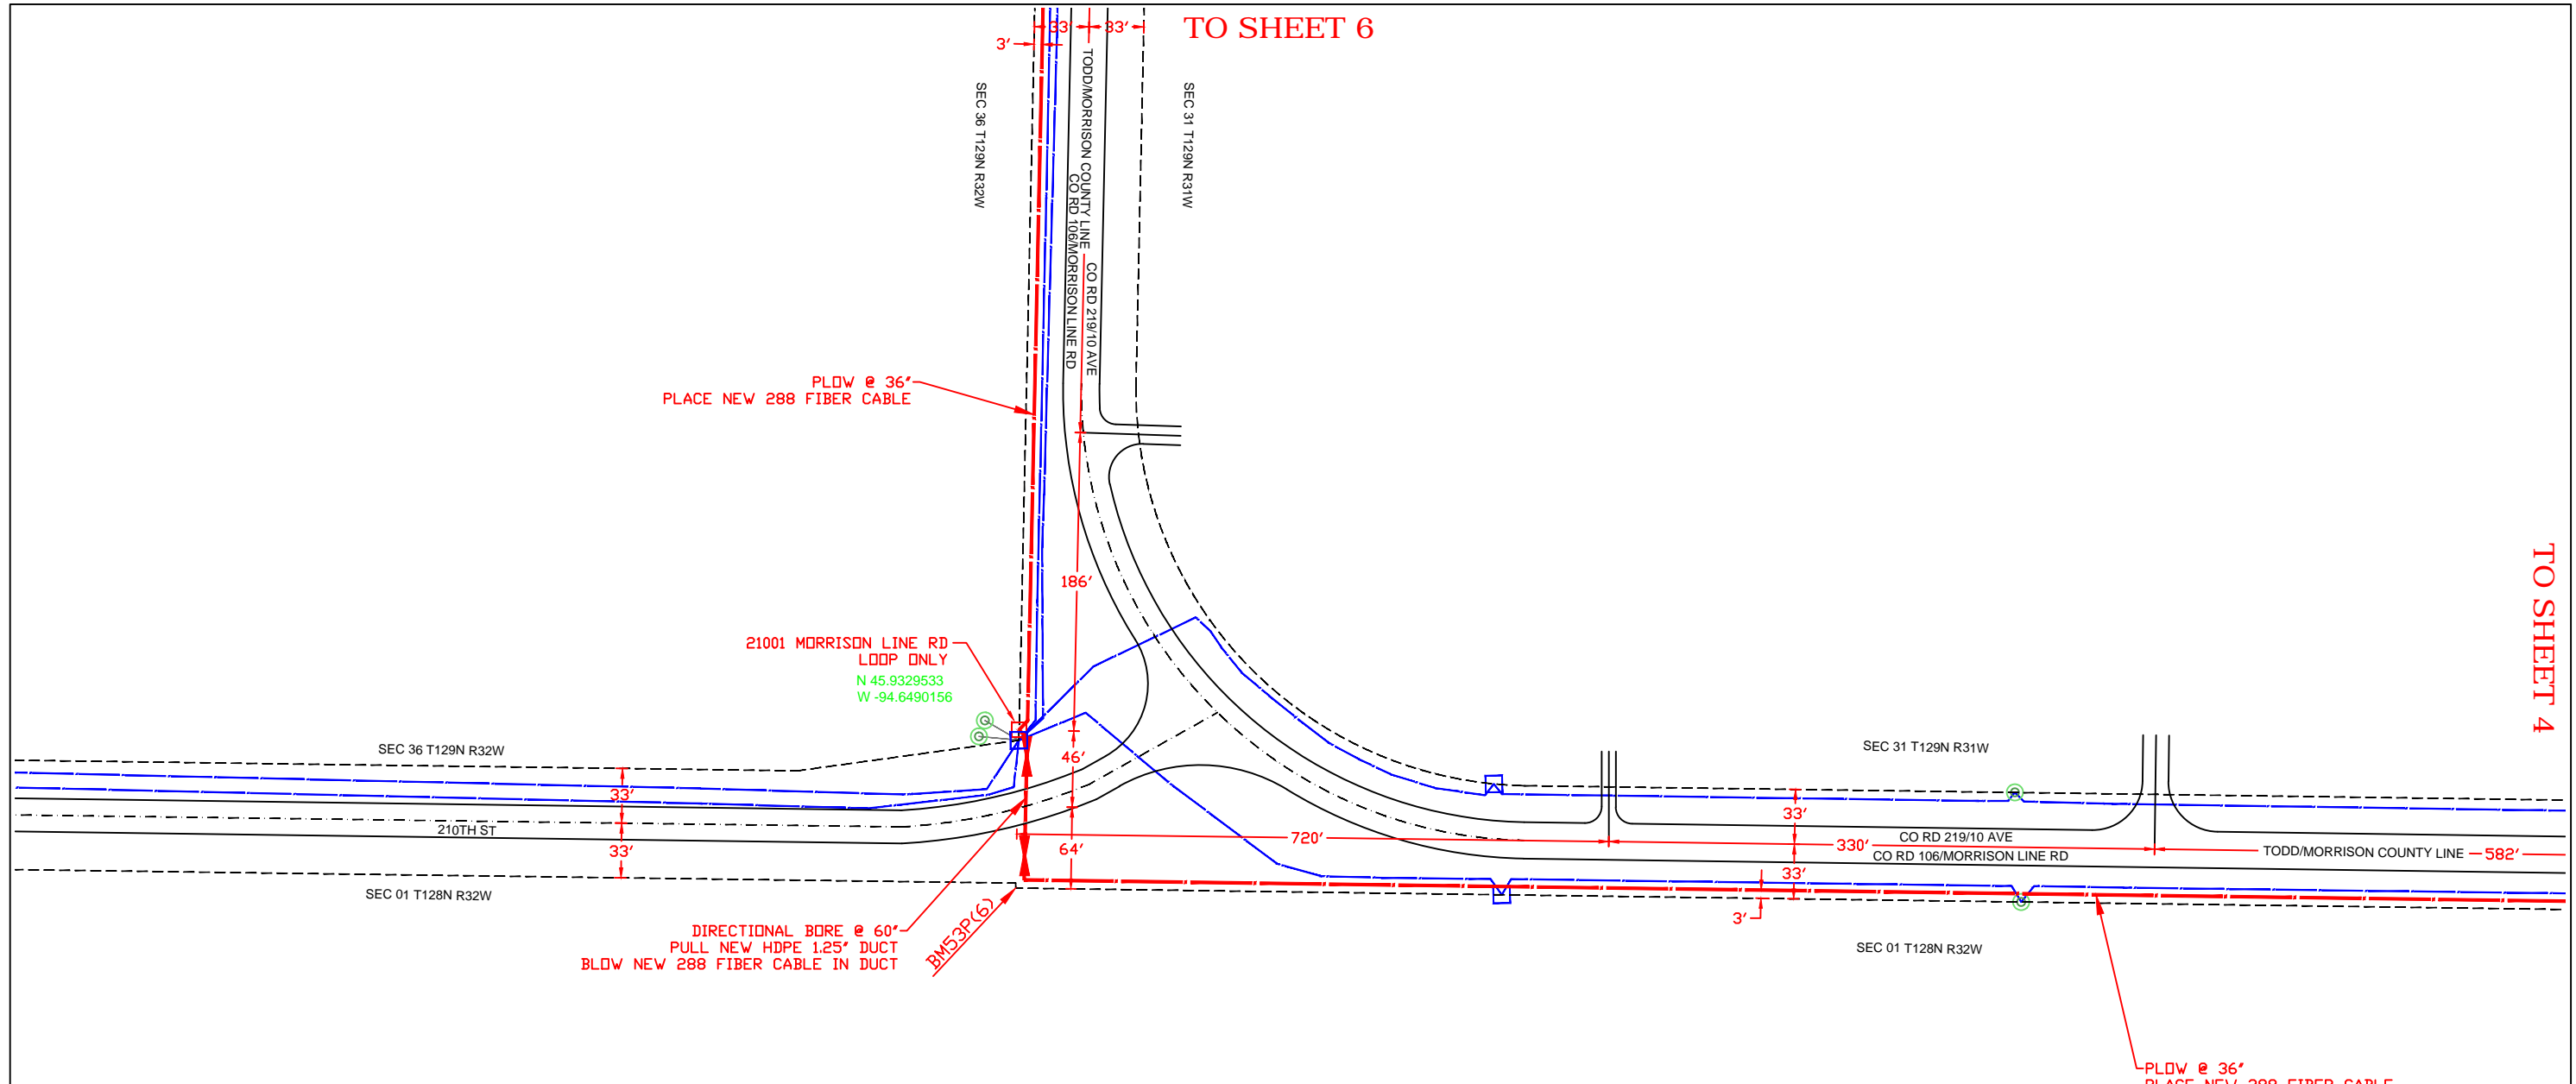 TO SHEET 6
33'
33'
3'
SEC 36 T129N R32W
TODD/MORRISON COUNTY LINE
CO RD 219/10 AVE
CO RD 106/MORRISON LINE RD
SEC 31 T129N R31W
PLOW @ 36"
PLACE NEW 288 FIBER CABLE
186'
TO SHEET 4
21001 MORRISON LINE RD
LOOP ONLY
N 45.9329533
W -94.6490156
SEC 36 T129N R32W
46'
SEC 31 T129N R31W
33'
33'
210TH ST
720'
CO RD 219/10 AVE
330'
CO RD 106/MORRISON LINE RD
TODD/MORRISON COUNTY LINE
582'
33'
64'
33'
3'
SEC 01 T128N R32W
BM53P(6)
DIRECTIONAL BORE @ 60"
PULL NEW HDPE 1.25" DUCT
BLOW NEW 288 FIBER CABLE IN DUCT
SEC 01 T128N R32W
PLOW @ 36"
PLACE NEW 288 FIBER CABLE